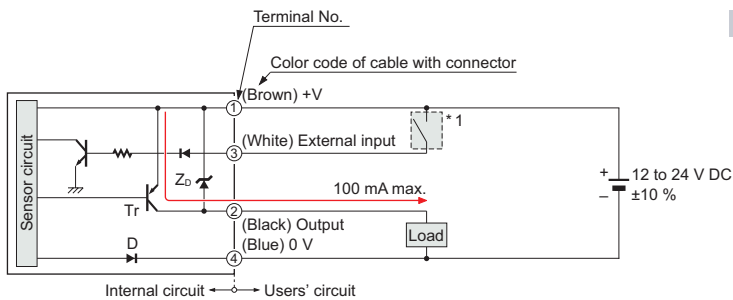 Terminal No.
Color code of cable with connector
(Brown) +V
1
* 1
(White) External input
3
Sensor circuit
ZD
100 mA max.
+ 12 to 24 V DC
– ±10 %
Tr
2
(Black) Output
Load
(Blue) 0 V
D
4
Internal circuit Users' circuit